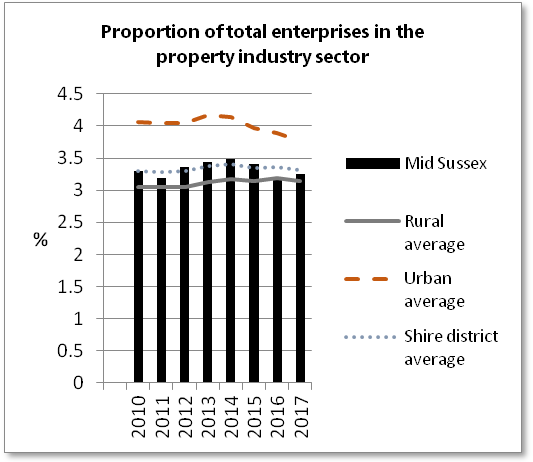 Proportion of total enterprises in the
property industry sector
4.5
4
3.5
3
2.5
2
1.5
1
0.5
0
%
2010
2011
2012
2013
2014
2015
2016
2017
Mid Sussex
Rural
average
Urban
average
Shire district
average